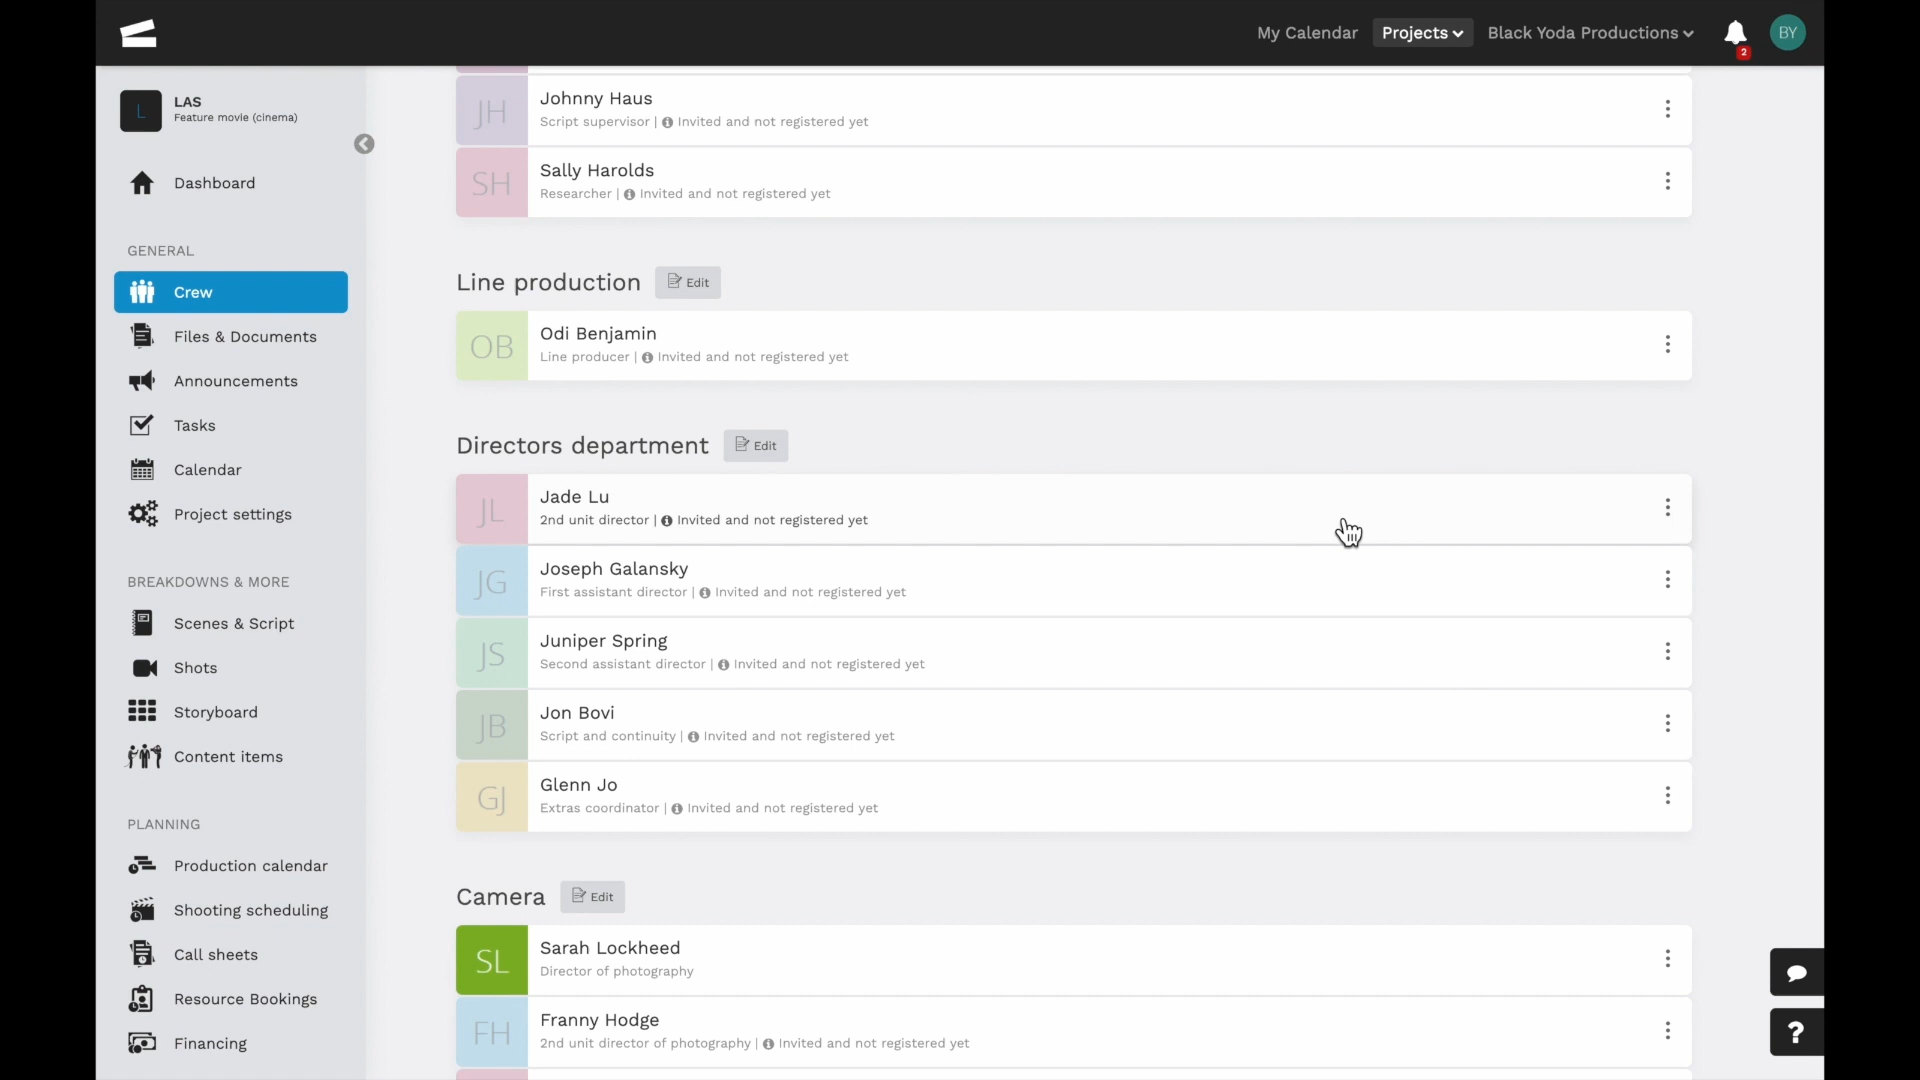 My Calendar
Projects
Black Yoda Productions
2
BY
L
LAS
Feature movie (cinema)
Dashboard
GENERAL
Crew
Files & Documents
Announcements
Tasks
Calendar
Project settings
BREAKDOWNS & MORE
Scenes & Script
Shots
Storyboard
Content items
PLANNING
Production calendar
Shooting scheduling
Call sheets
Resource Bookings
Financing
JH
Johnny Haus
Script supervisor | Invited and not registered yet
SH
Sally Harolds
Researcher | Invited and not registered yet
Line production
Edit
OB
Odi Benjamin
Line producer | Invited and not registered yet
Directors department
Edit
JL
Jade Lu
2nd unit director | Invited and not registered yet
JG
Joseph Galansky
First assistant director | Invited and not registered yet
JS
Juniper Spring
Second assistant director | Invited and not registered yet
JB
Jon Bovi
Script and continuity | Invited and not registered yet
GJ
Glenn Jo
Extras coordinator | Invited and not registered yet
Camera
Edit
SL
Sarah Lockheed
Director of photography
FH
Franny Hodge
2nd unit director of photography | Invited and not registered yet
?